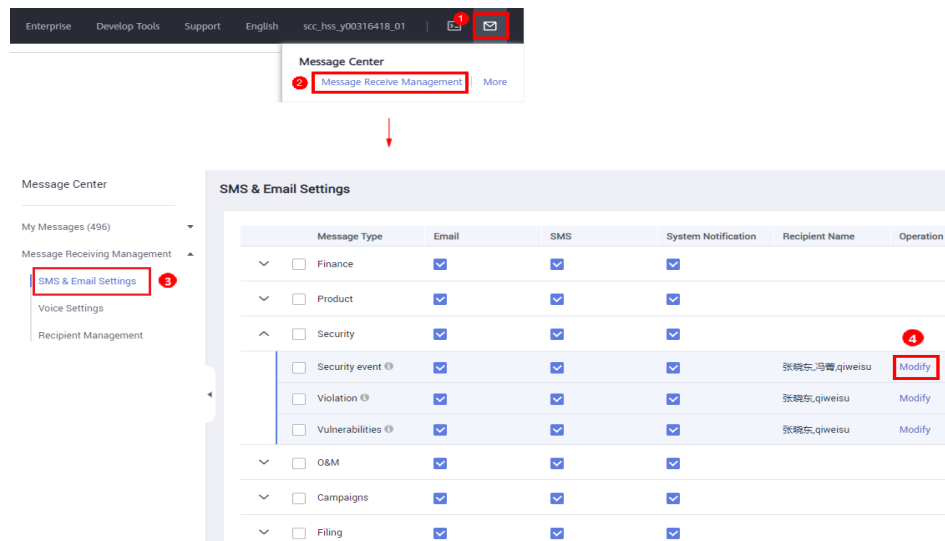 Enterprise Develop Tools Support English scc_hss_y00316418_01 1
Message Center
2 Message Receive Management More
Message Center
SMS & Email Settings
My Messages (496)
Message Type Email SMS System Notification Recipient Name Operation
Message Receiving Management
Finance
SMS & Email Settings 3
Product
Voice Settings
Recipient Management
Security
4
Security event 张晓东,冯菁,qiweisu Modify
Violation 张晓东,qiweisu Modify
Vulnerabilities 张晓东,qiweisu Modify
O&M
Campaigns
Filing